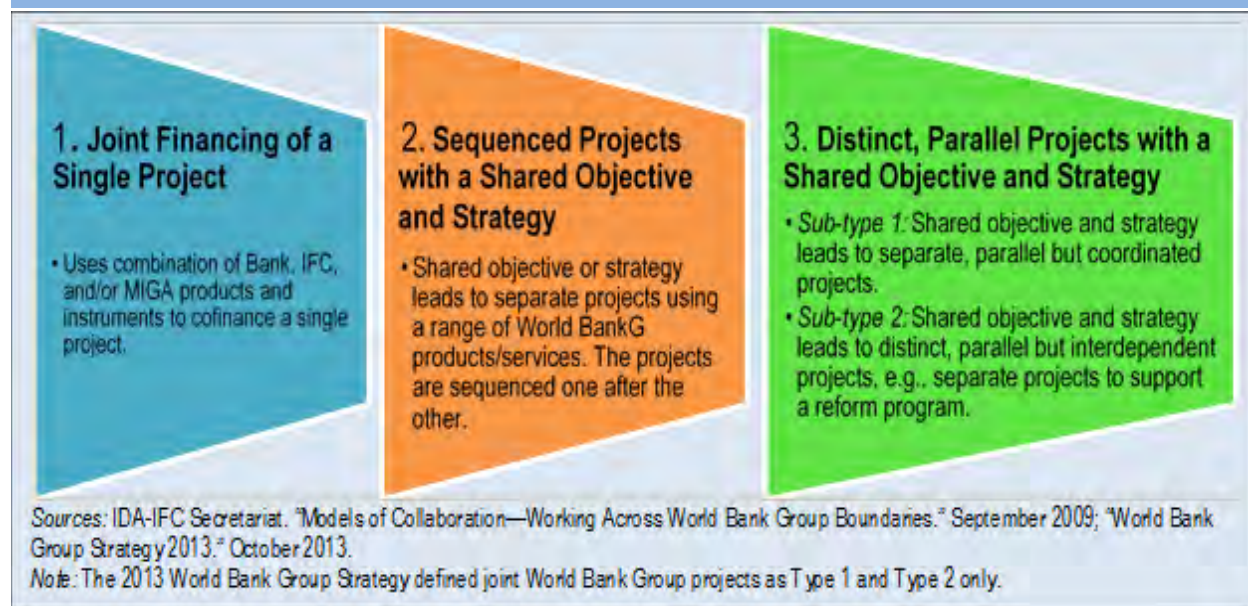 1. Joint Financing of a
Single Project
• Uses combination of Bank, IFC,
and/or MIGA products and
instruments to cofinance a single
project.
2. Sequenced Projects
with a Shared Objective
and Strategy
• Shared objective or strategy
leads to separate projects using
a range of World BankG
products/services. The projects
are sequenced one after the
other.
3. Distinct, Parallel Projects with a
Shared Objective and Strategy
• Sub-type 1: Shared objective and strategy
leads to separate, parallel but coordinated
projects.
• Sub-type 2: Shared objective and strategy
leads to distinct, parallel but interdependent
projects, e.g., separate projects to support
a reform program.
Sources: IDA-IFC Secretariat. "Models of Collaboration—Working Across World Bank Group Boundaries." September 2009; "World Bank
Group Strategy 2013." October 2013.
Note: The 2013 World Bank Group Strategy defined joint World Bank Group projects as Type 1 and Type 2 only.